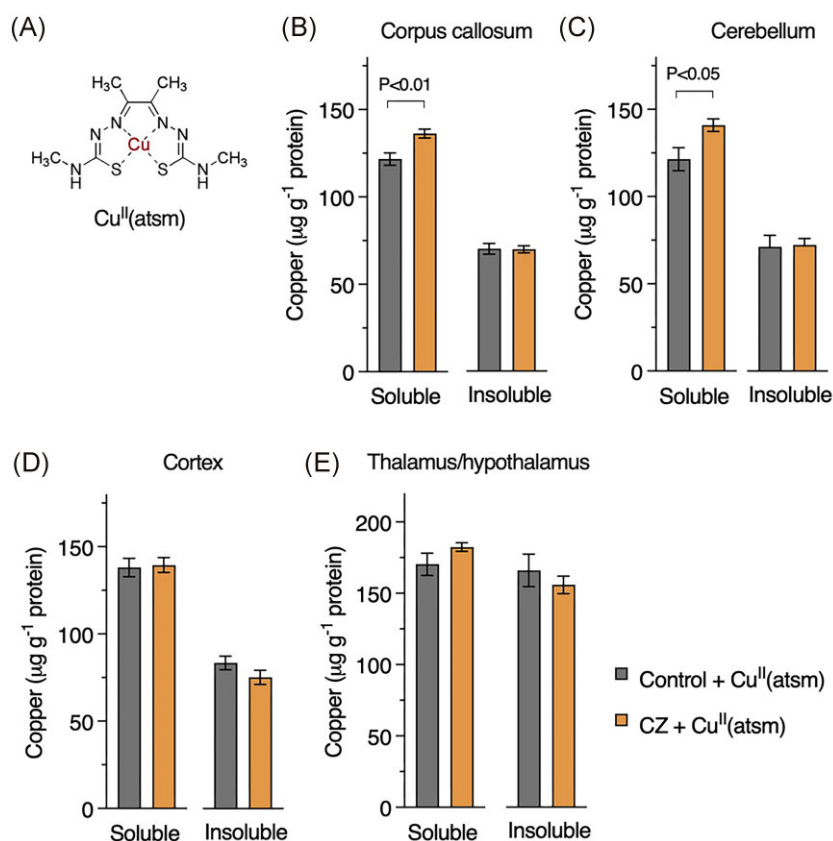 (A)
H₃C CH₃
N N
N N
Cu
H₃C CH₃
N S S N
H H
Cuᴵᴵ(atsm)
(B) Corpus callosum
P<0.01
Copper (µg g⁻¹ protein)
150
100
50
0
Soluble Insoluble
(C) Cerebellum
P<0.05
Copper (µg g⁻¹ protein)
150
100
50
0
Soluble Insoluble
(D) Cortex
Copper (µg g⁻¹ protein)
150
100
50
0
Soluble Insoluble
(E) Thalamus/hypothalamus
Copper (µg g⁻¹ protein)
200
150
100
50
0
Soluble Insoluble
Control + Cuᴵᴵ(atsm)
CZ + Cuᴵᴵ(atsm)